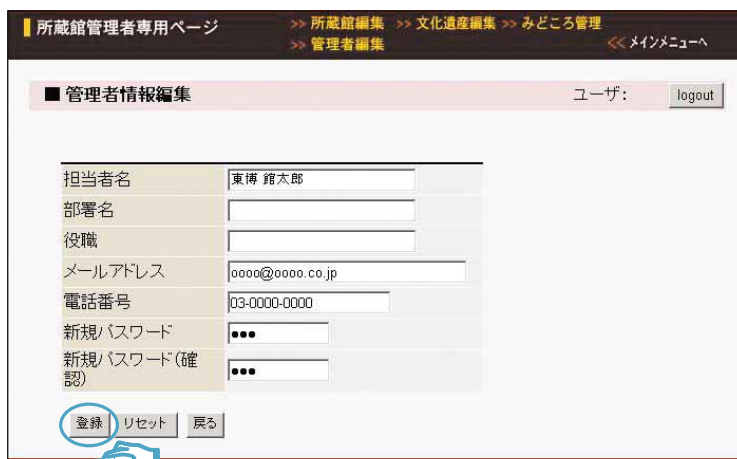 所蔵館管理者専用ページ
>> 所蔵館編集 >> 文化遺産編集 >> みどころ管理
>> 管理者編集
<< メインメニューへ
■ 管理者情報編集
ユーザ:
logout
担当者名 東博 館太郎
部署名
役職
メールアドレス oooo@oooo.co.jp
電話番号 03-0000-0000
新規パスワード ●●●
新規パスワード(確
認) ●●●
登録 リセット 戻る